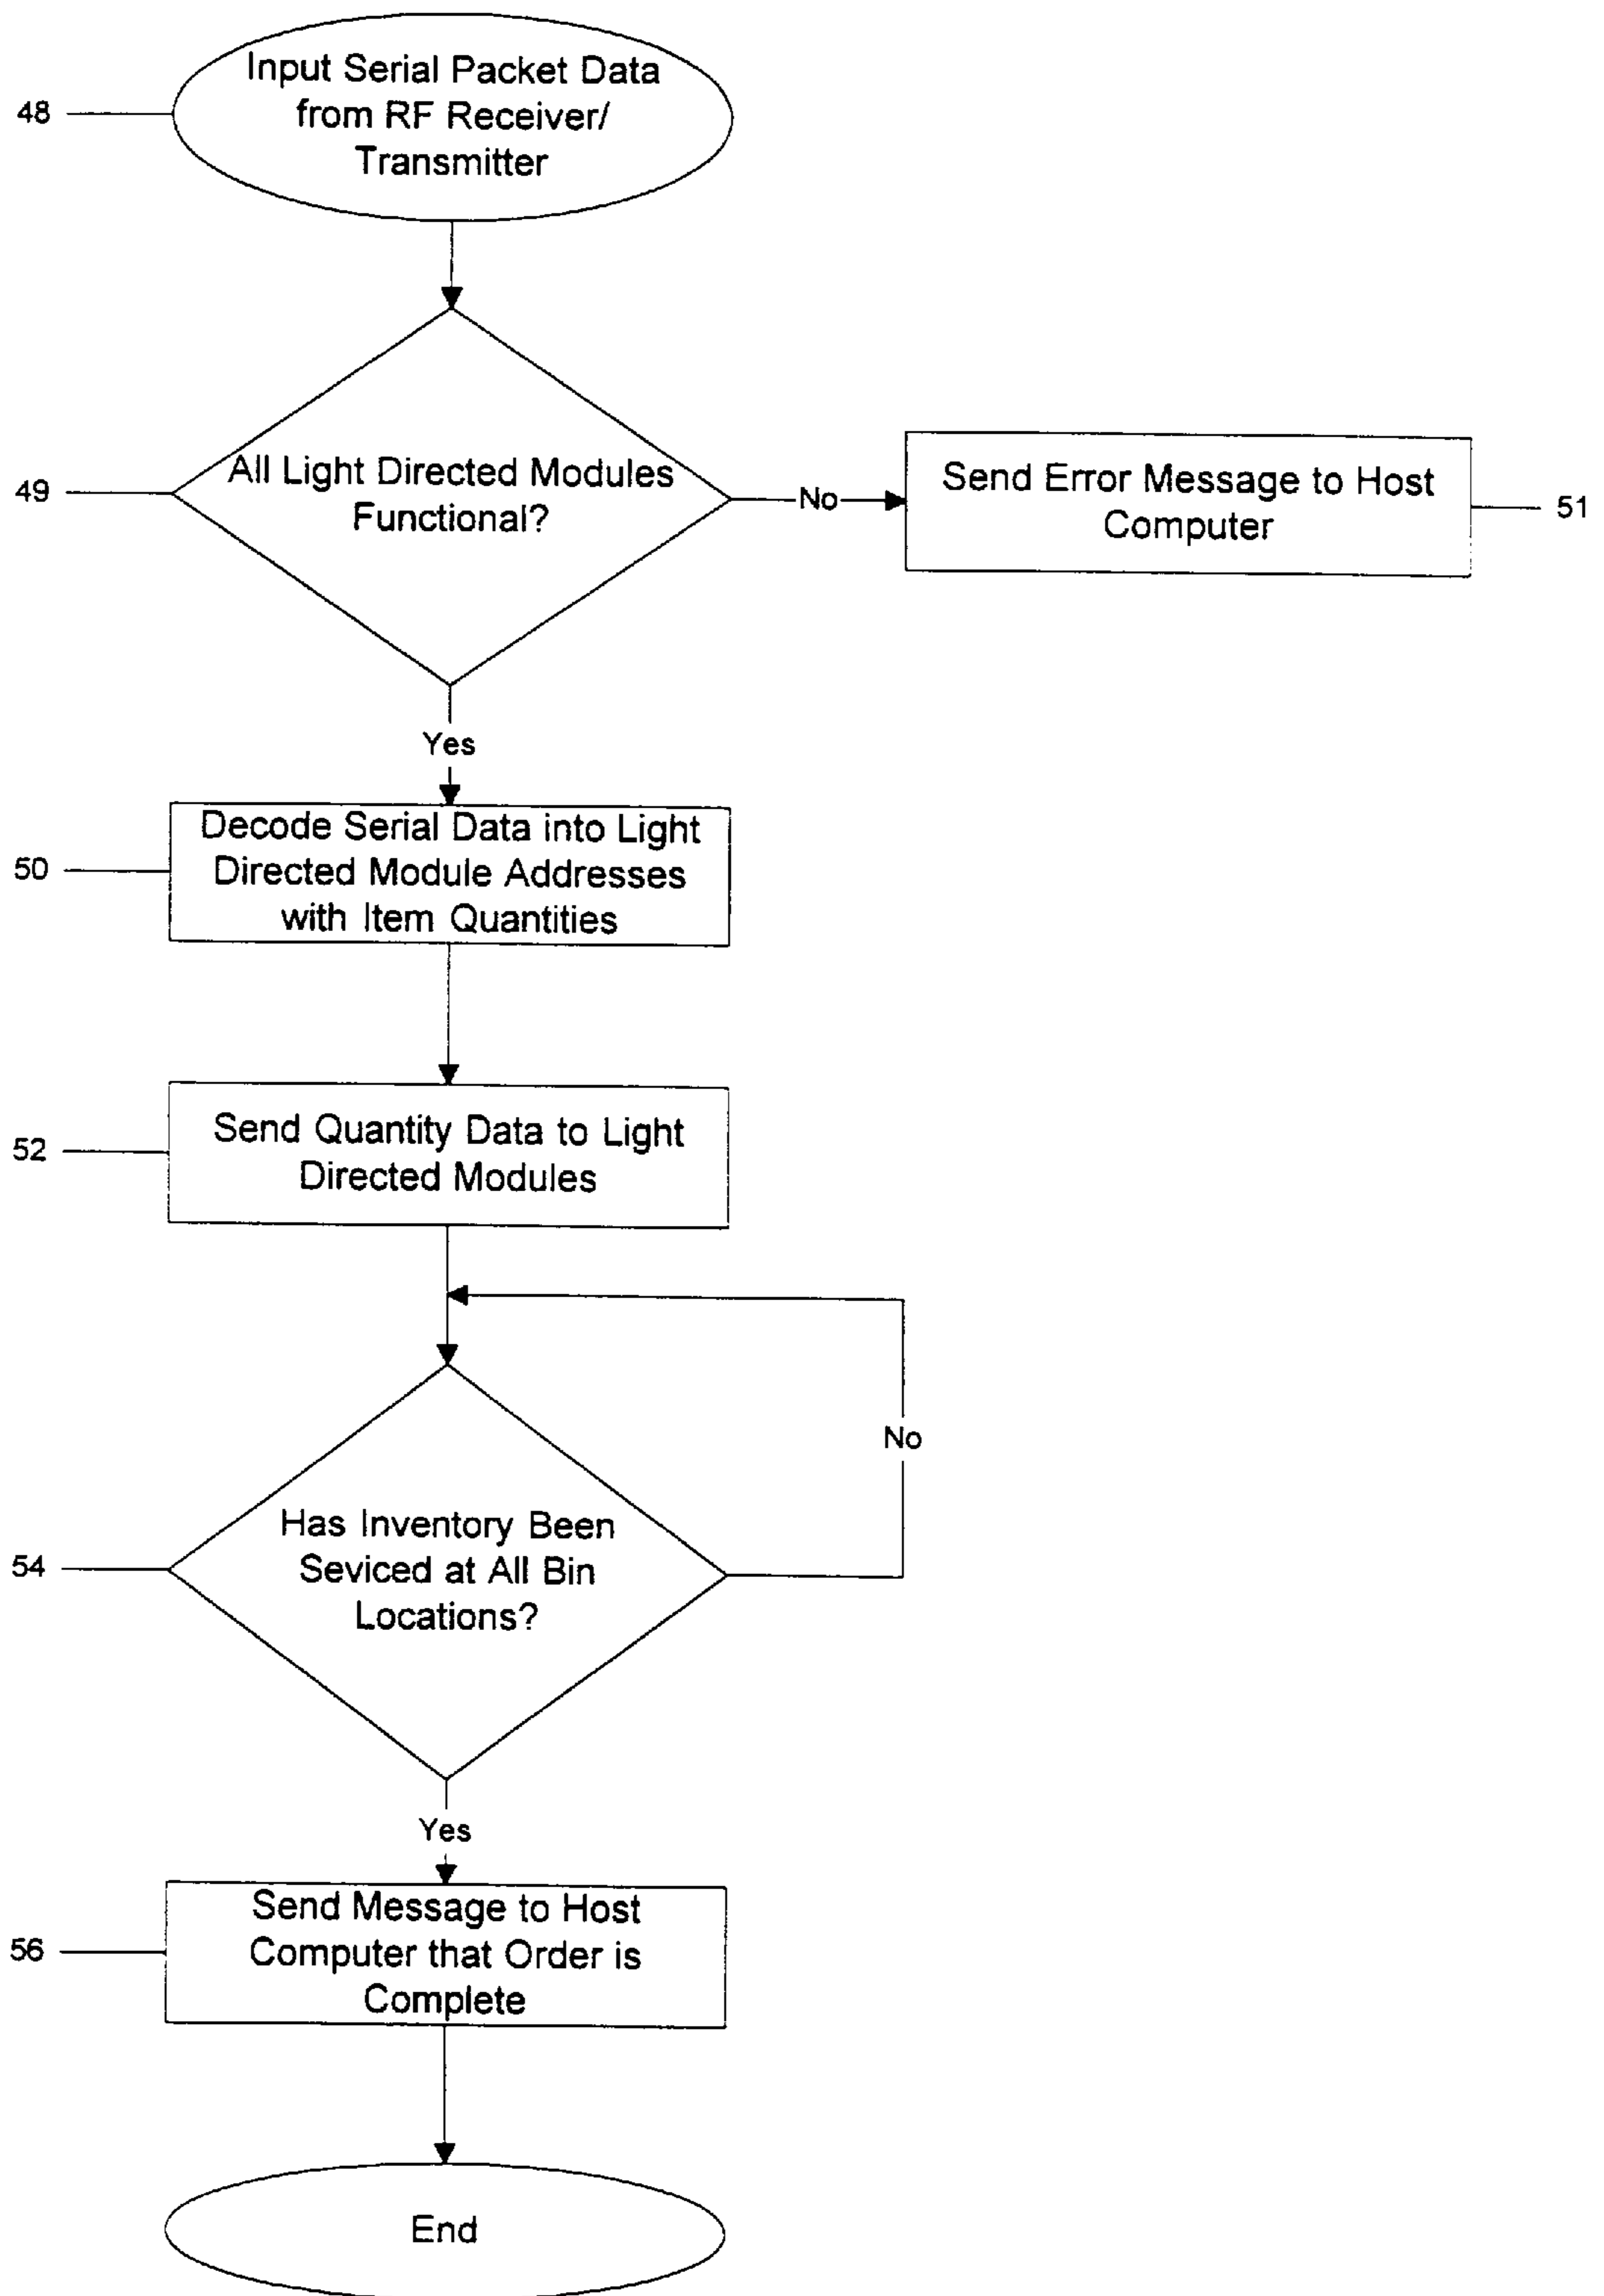 Input Serial Packet Data
from RF Receiver/
Transmitter
48
All Light Directed Modules
Functional?
49
No
Send Error Message to Host
Computer
51
Yes
Decode Serial Data into Light
Directed Module Addresses
with Item Quantities
50
Send Quantity Data to Light
Directed Modules
52
No
Has Inventory Been
Seviced at All Bin
Locations?
54
Yes
Send Message to Host
Computer that Order is
Complete
56
End